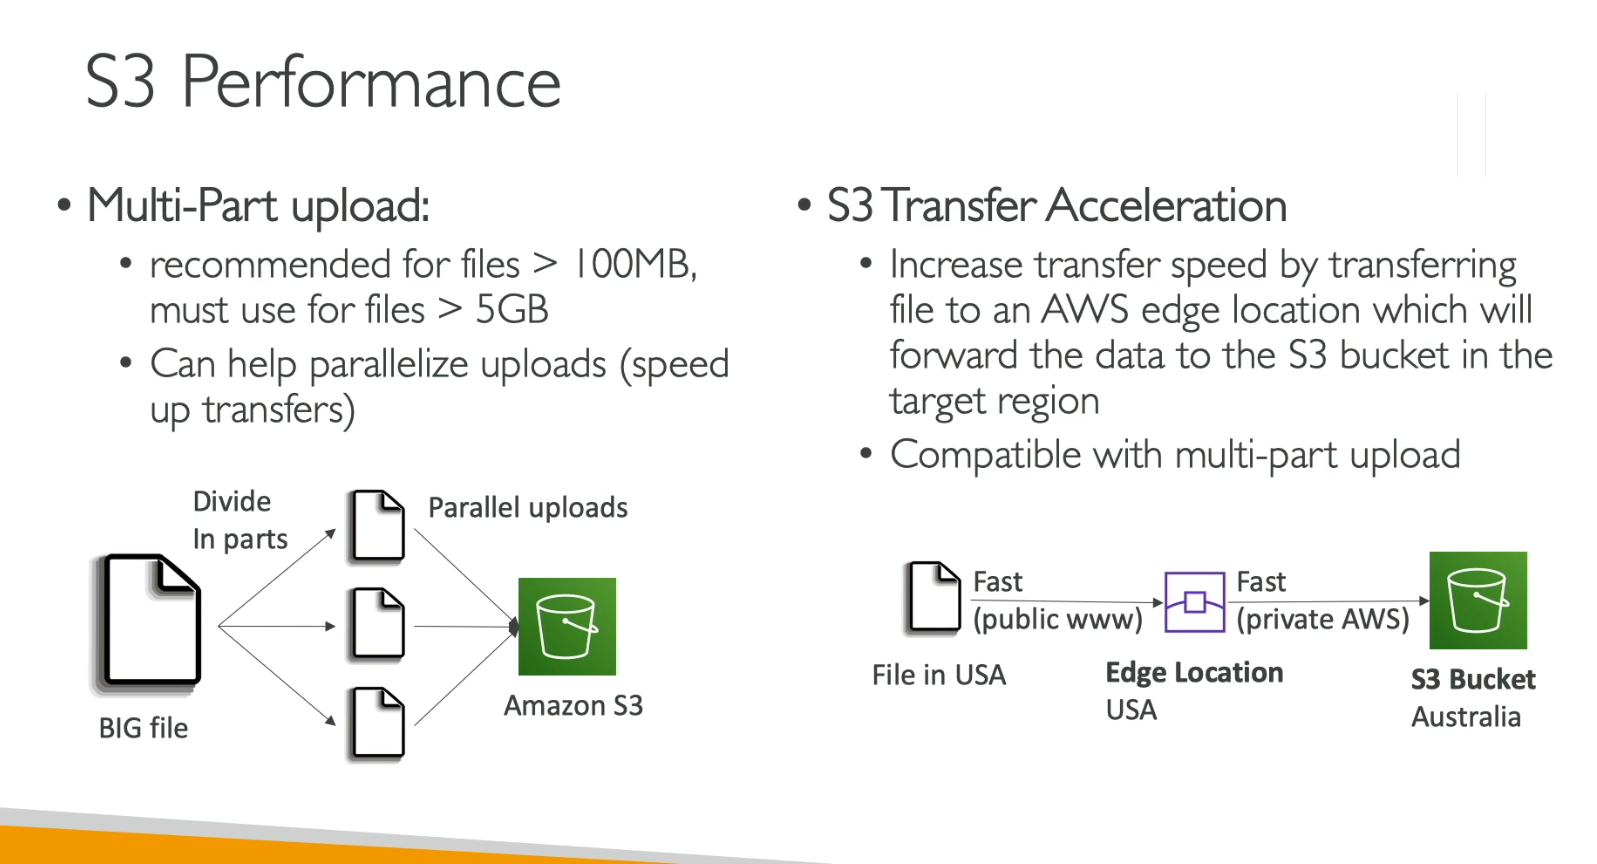 S3 Performance
• Multi-Part upload:
• recommended for files > 100MB,
must use for files > 5GB
• Can help parallelize uploads (speed
up transfers)
Divide
In parts
Parallel uploads
BIG file
Amazon S3
• S3 Transfer Acceleration
• Increase transfer speed by transferring
file to an AWS edge location which will
forward the data to the S3 bucket in the
target region
• Compatible with multi-part upload
Fast
(public www)
Fast
(private AWS)
File in USA
Edge Location
USA
S3 Bucket
Australia